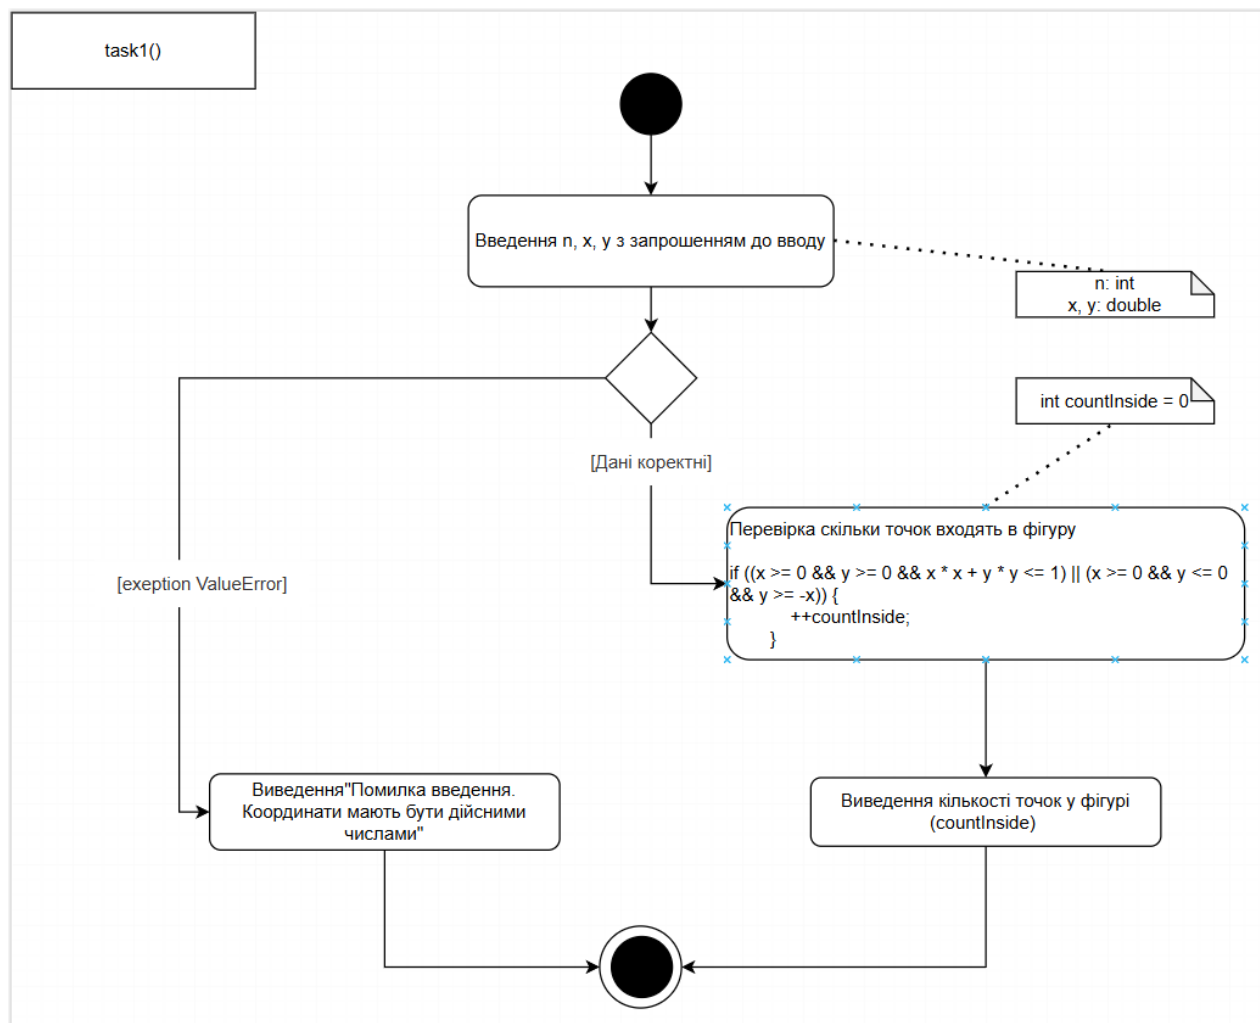 task1()
Введення n, x, y з запрошенням до вводу
n: int
x, y: double
int countInside = 0
[Дані коректні]
Перевірка скільки точок входять в фігуру
if ((x >= 0 && y >= 0 && x * x + y * y <= 1) || (x >= 0 && y <= 0
&& y >= -x)) {
++countInside;
}
[exeption ValueError]
Виведення"Помилка введення.
Координати мають бути дійсними
числами"
Виведення кількості точок у фігурі
(countInside)